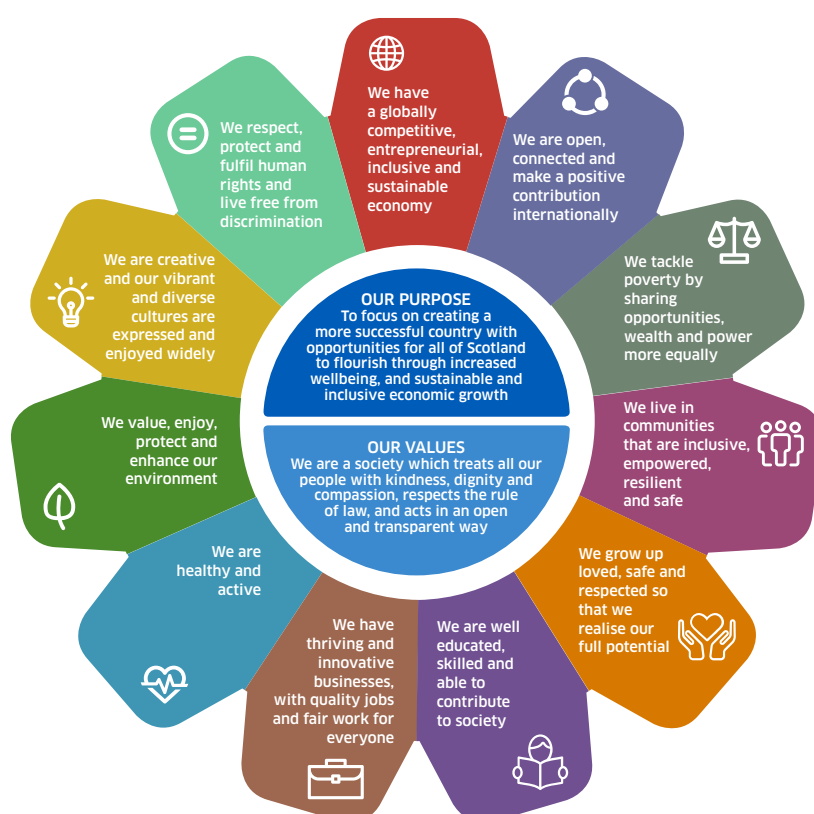 We have
a globally
competitive,
entrepreneurial,
inclusive and
sustainable
economy
We are open,
connected and
make a positive
contribution
internationally
We tackle
poverty by
sharing
opportunities,
wealth and power
more equally
We live in
communities
that are inclusive,
empowered,
resilient
and safe
We grow up
loved, safe and
respected so
that we
realise our
full potential
We are well
educated,
skilled and
able to
contribute
to society
We have
thriving and
innovative
businesses,
with quality jobs
and fair work for
everyone
We are
healthy and
active
We value, enjoy,
protect and
enhance our
environment
We are creative
and our vibrant
and diverse
cultures are
expressed and
enjoyed widely
We respect,
protect and
fulfil human
rights and
live free from
discrimination
OUR PURPOSE
To focus on creating a
more successful country with
opportunities for all of Scotland
to flourish through increased
wellbeing, and sustainable and
inclusive economic growth
OUR VALUES
We are a society which treats all our
people with kindness, dignity and
compassion, respects the rule
of law, and acts in an open
and transparent way